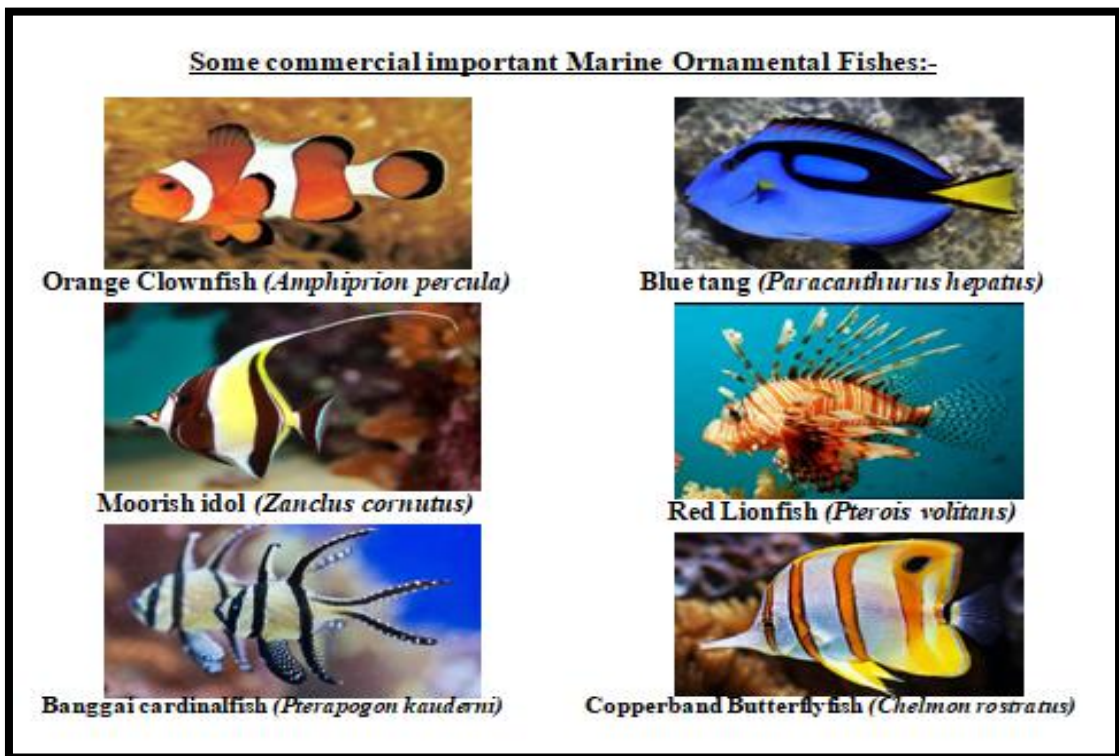 Some commercial important Marine Ornamental Fishes:-
Orange Clownfish (Amphiprion percula)
Blue tang (Paracanthurus hepatus)
Moorish idol (Zanclus cornutus)
Red Lionfish (Pterois volitans)
Banggai cardinalfish (Pterapogon kauderni)
Copperband Butterflyfish (Chelmon rostratus)